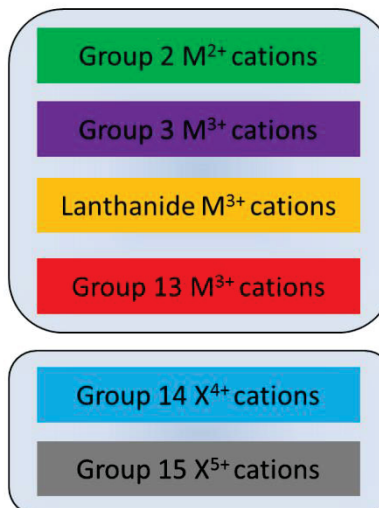 Group 2 M²⁺ cations
Group 3 M³⁺ cations
Lanthanide M³⁺ cations
Group 13 M³⁺ cations
Group 14 X⁴⁺ cations
Group 15 X⁵⁺ cations